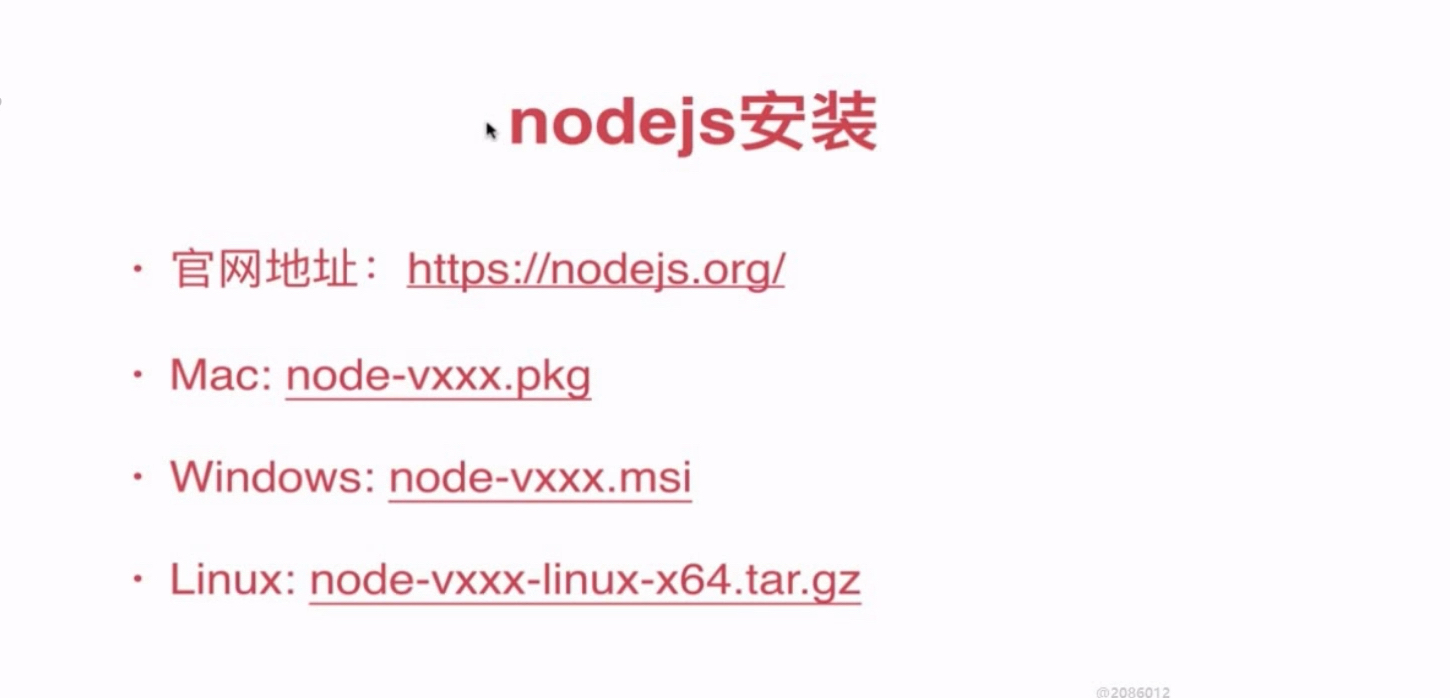 nodejs安装
· 官网地址：https://nodejs.org/
· Mac: node-vxxx.pkg
· Windows: node-vxxx.msi
· Linux: node-vxxx-linux-x64.tar.gz
@2086012